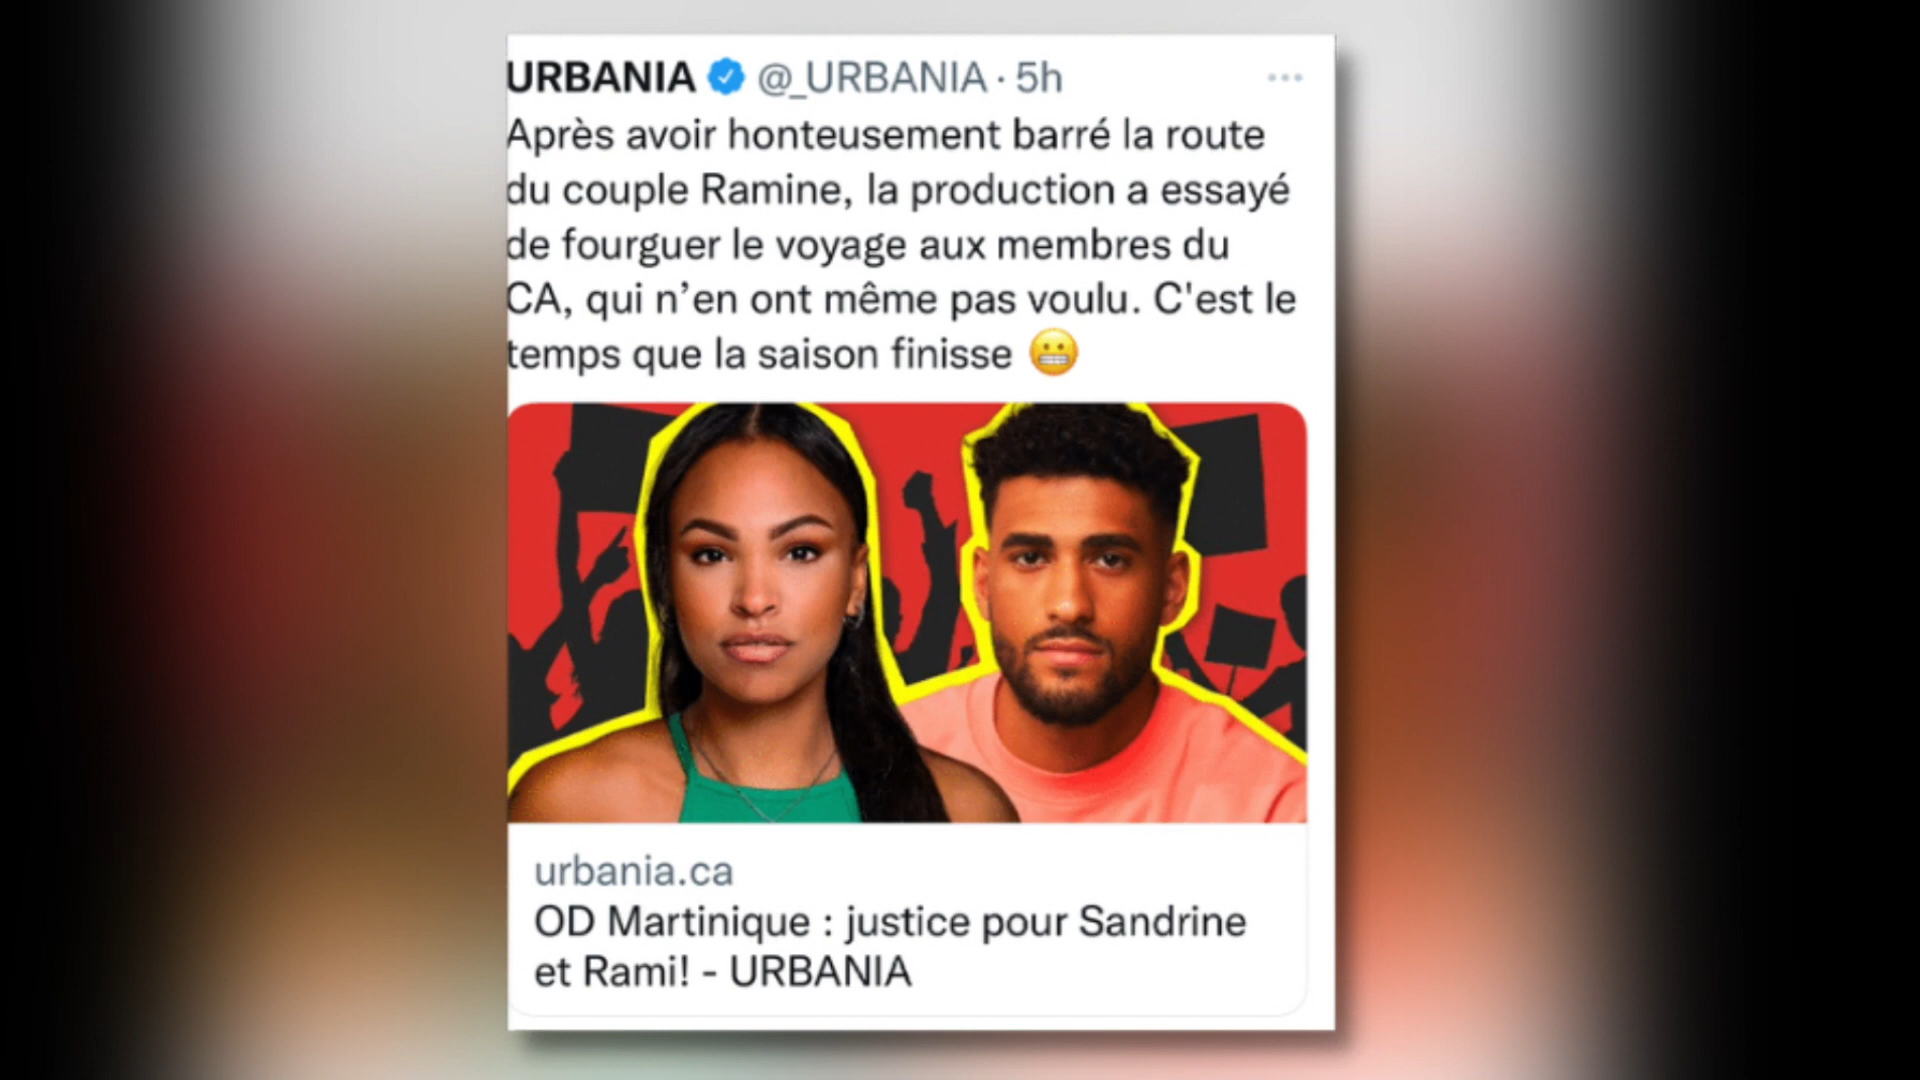 URBANIA @_URBANIA · 5h
Après avoir honteusement barré la route
du couple Ramine, la production a essayé
de fourguer le voyage aux membres du
CA, qui n’en ont même pas voulu. C'est le
temps que la saison finisse 😬
urbania.ca
OD Martinique : justice pour Sandrine
et Rami! - URBANIA